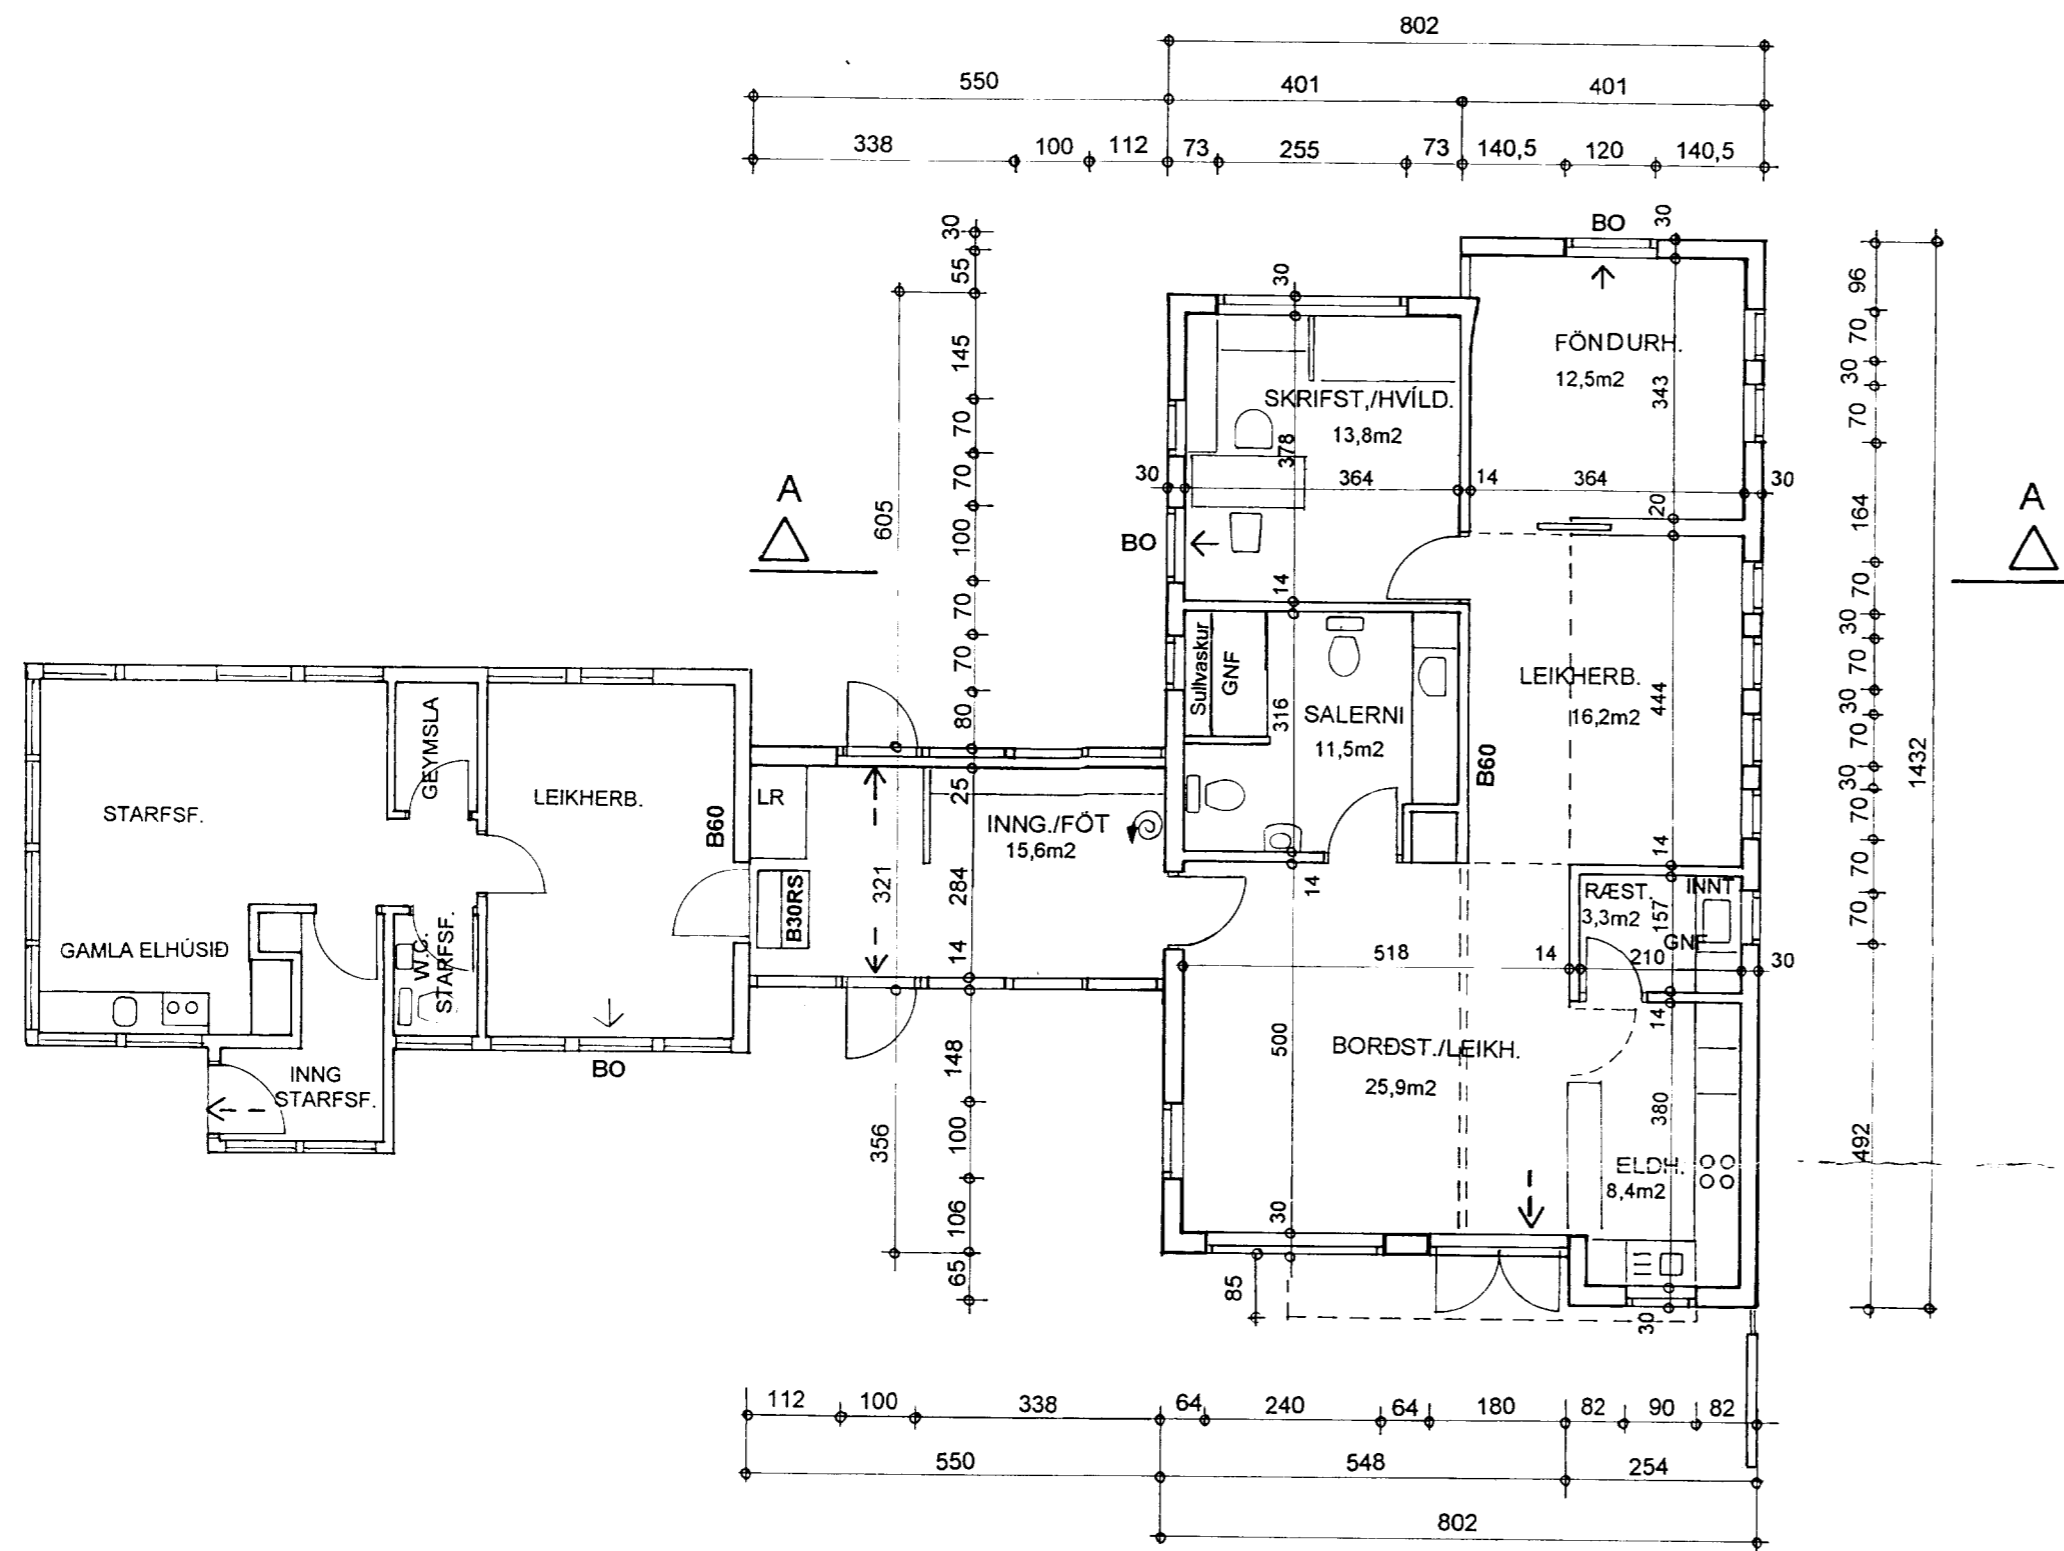 802
550 401 401
338 100 112 73 255 73 140,5 120 140,5
30
55
145
70
70
100
70
70
80
25
284
14
148
100
106
65
605
321
356
A
A
BO
30
FÖNDURH.
12,5m2
343
20
30
SKRIFST,/HVÍLD.
13,8m2
378
30 364 14 364 30
BO
14
Sullvaskur
GNF
316
SALERNI
11,5m2
B60
LEIKHERB.
16,2m2
444
14
14
RÆST.
3,3m2
157
INNT
GNF
518 14 210 30
14
500
BORÐST./LEIKH.
25,9m2
380
ELDH.
8,4m2
30
85
30
96
70
30
70
164
70
30
70
30
70
30
70
70
70
492
1432
GEYMSLA
STARFSF.
LEIKHERB.
B60
LR
INNG./FÖT
15,6m2
B30RS
GAMLA ELHÚSIÐ
W.C.
STARFSF.
INNG
STARFSF.
BO
112 100 338 64 240 64 180 82 90 82
550 548 254
802